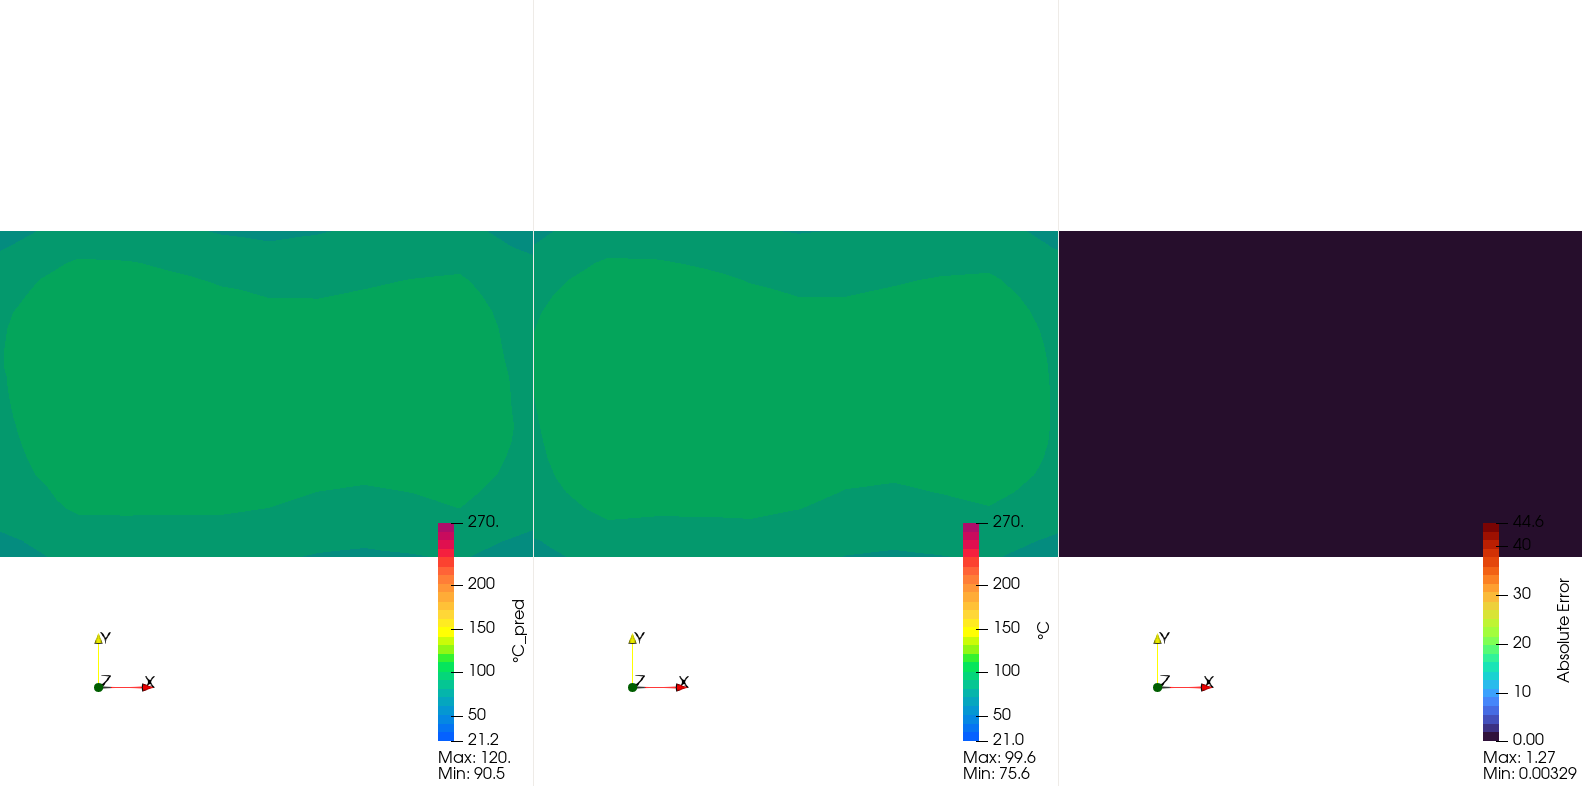 270.
200
150
100
50
21.2
°C_pred
Max: 120.
Min: 90.5
Y
Z
X
270.
200
150
100
50
21.0
°C
Max: 99.6
Min: 75.6
Y
Z
X
44.6
40
30
20
10
0.00
Absolute Error
Max: 1.27
Min: 0.00329
Y
Z
X